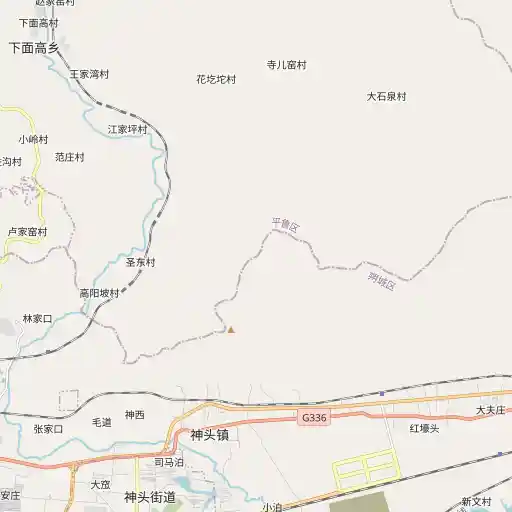 赵家窑村
下面高村
下面高乡
王家湾村
寺儿窑村
花圪坨村
大石泉村
江家坪村
小岭村
范庄村
沟村
平鲁区
卢家窑村
圣东村
朔城区
高阳坡村
林家口
G336
大夫庄
神西
毛道
张家口
神头镇
红壕头
司马泊
大㝈
安庄
神头街道
新文村
小泊